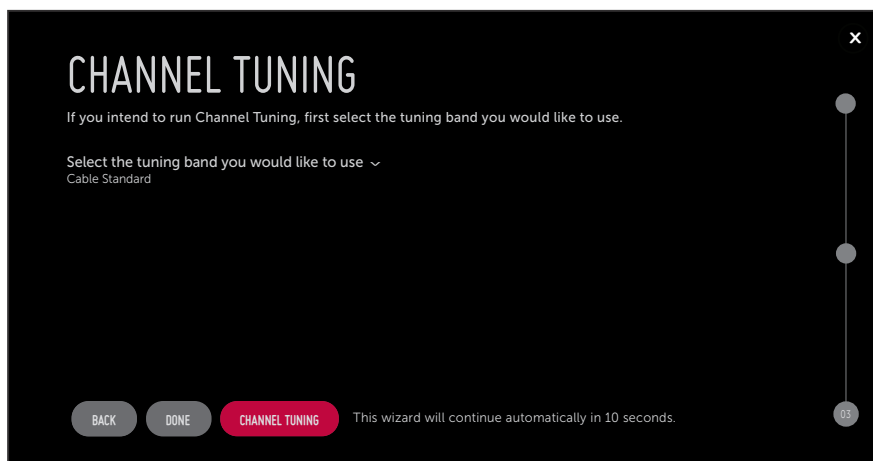 X
CHANNEL TUNING
If you intend to run Channel Tuning, first select the tuning band you would like to use.
Select the tuning band you would like to use
Cable Standard
BACK DONE CHANNEL TUNING This wizard will continue automatically in 10 seconds.
03